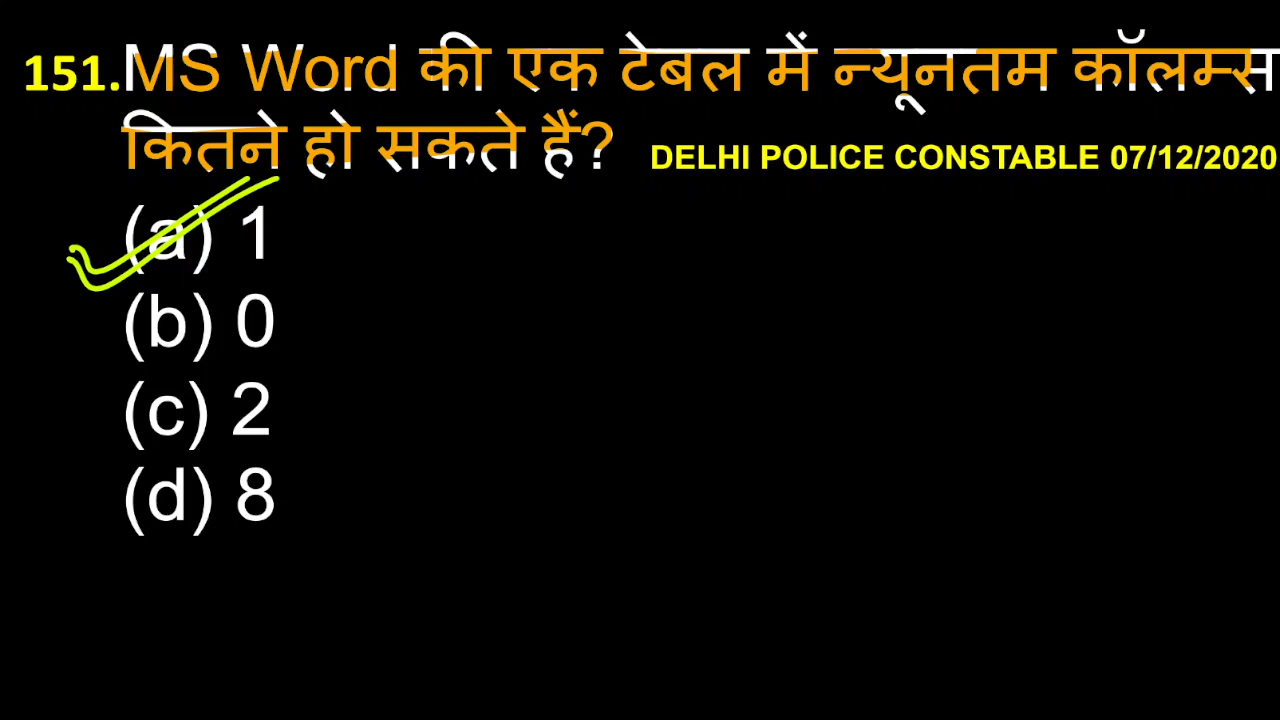 151. MS Word की एक टेबल में न्यूनतम कॉलम्स
कितने हो सकते हैं? DELHI POLICE CONSTABLE 07/12/2020
(a) 1
(b) 0
(c) 2
(d) 8